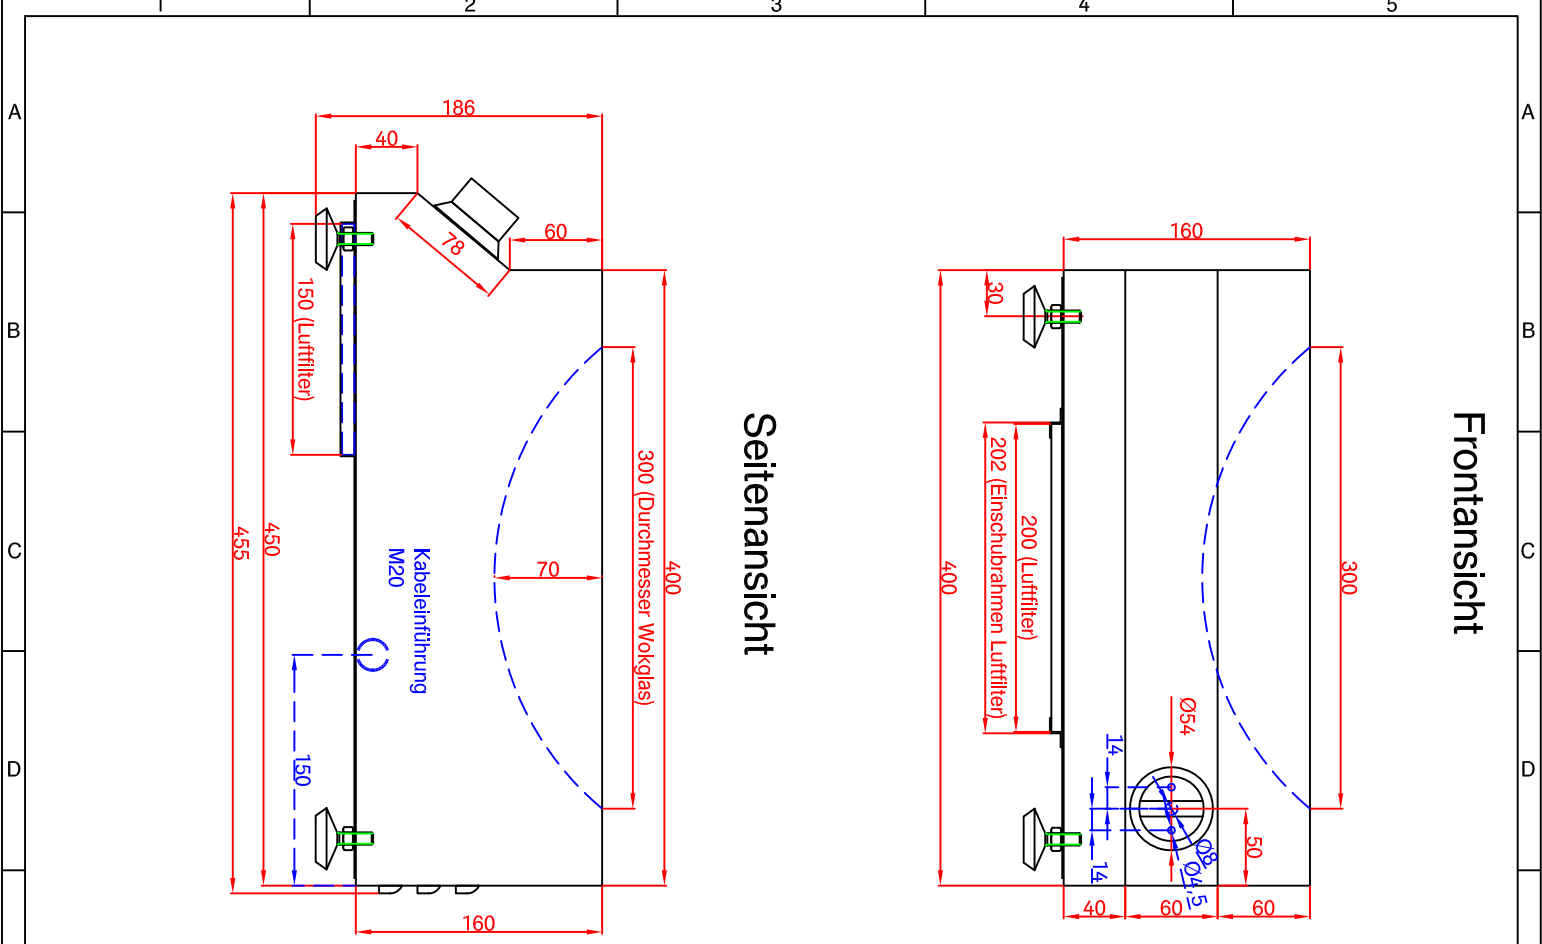 2
3
4
5
A
A
B
B
C
C
D
D
Seitenansicht
186
40
78
60
150 (Luftfilter)
300 (Durchmesser Wokglas)
400
70
450
455
Kabeleinführung
M20
150
160
Frontansicht
160
30
202 (Einschubrahmen Luftfilter)
200 (Luftfilter)
400
300
Ø54
14
14
50
Ø8
Ø4,5
40
60
60